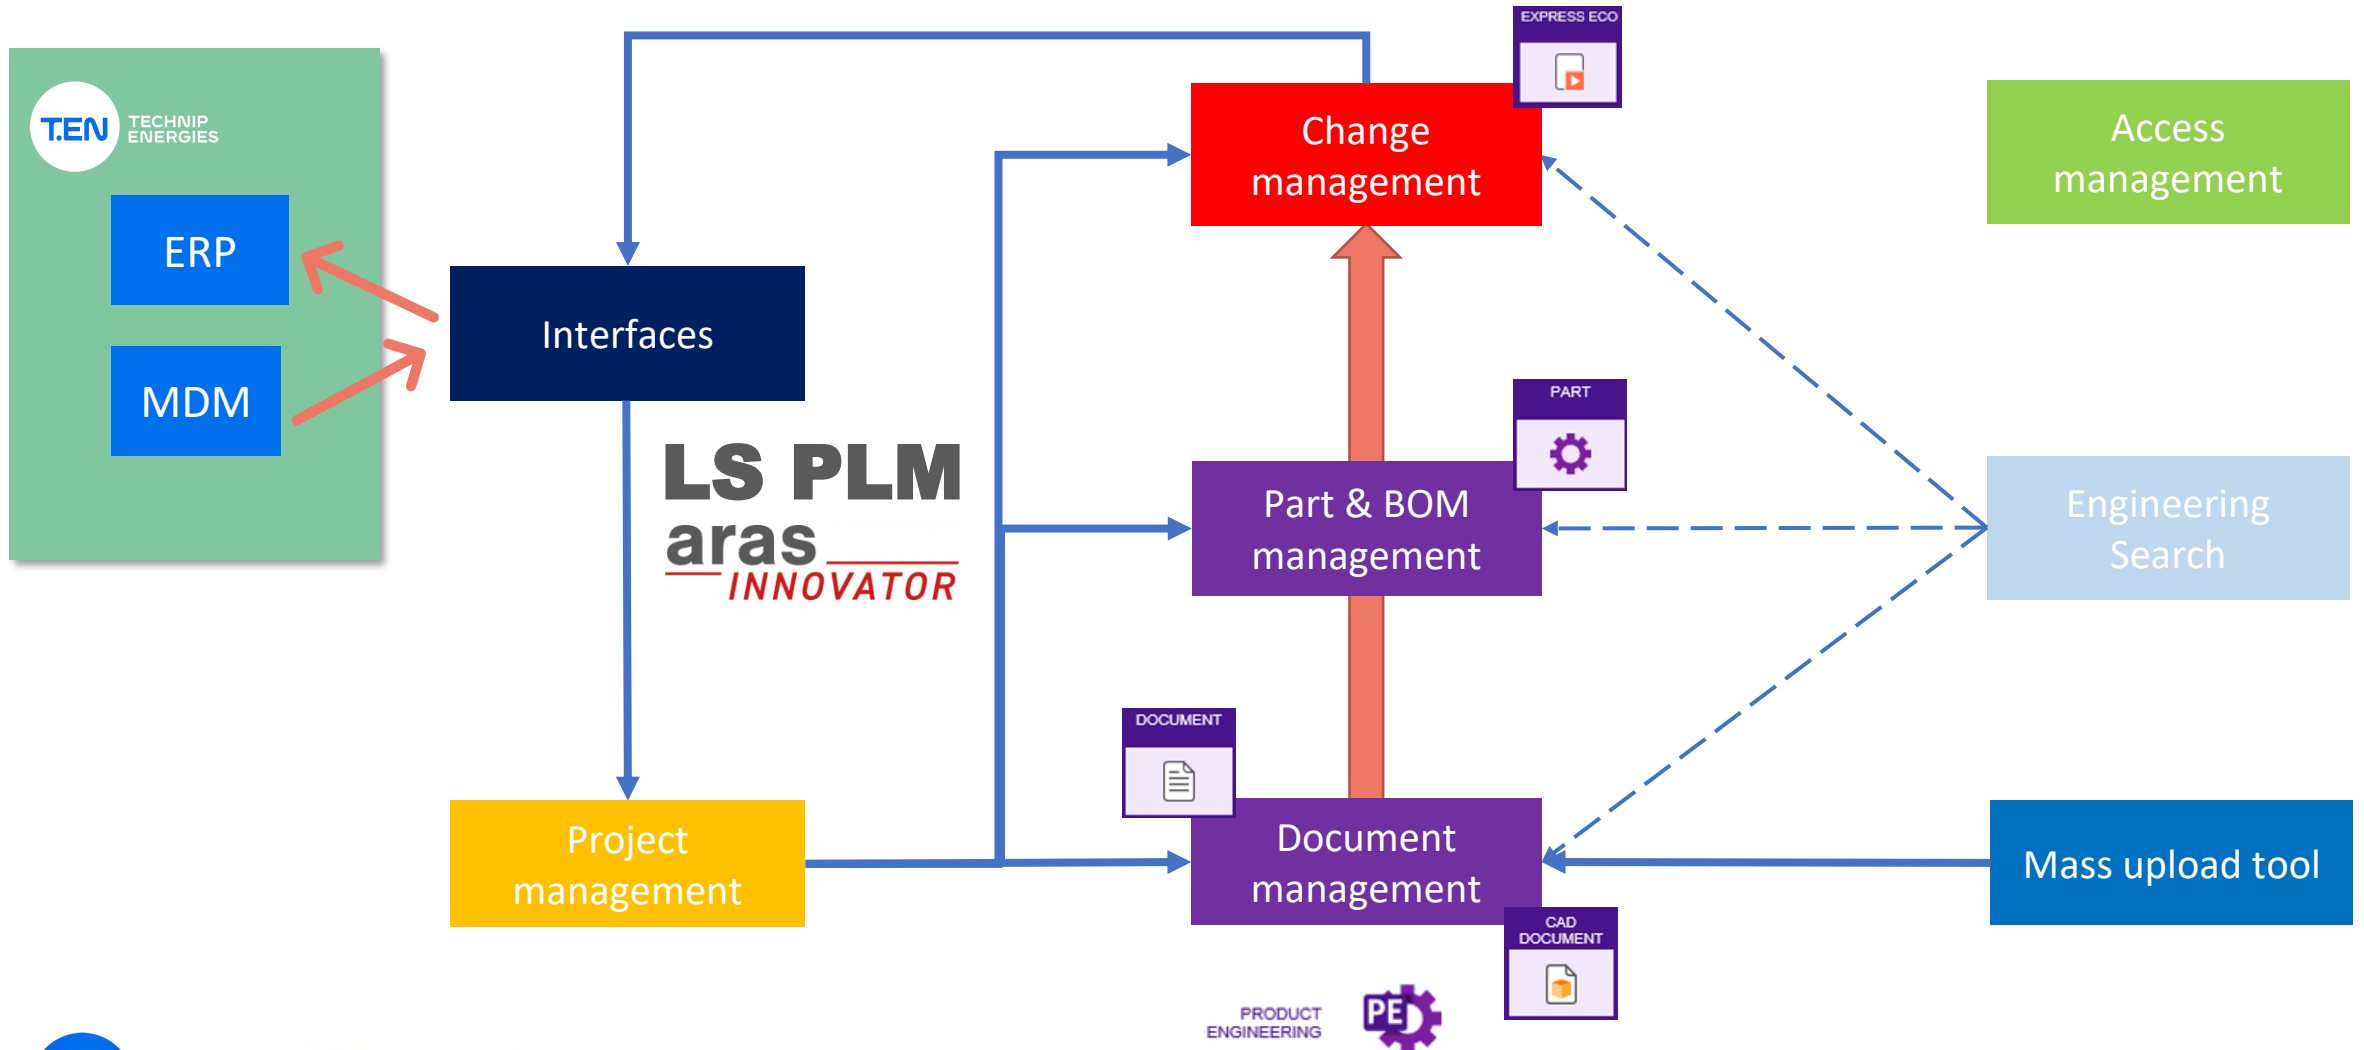 EXPRESS ECO
T.EN
TECHNIP
ENERGIES
Change
management
Access
management
ERP
Interfaces
MDM
PART
LS PLM
aras
INNOVATOR
Part & BOM
management
Engineering
Search
DOCUMENT
Project
management
Document
management
Mass upload tool
CAD
DOCUMENT
PRODUCT
ENGINEERING
PE